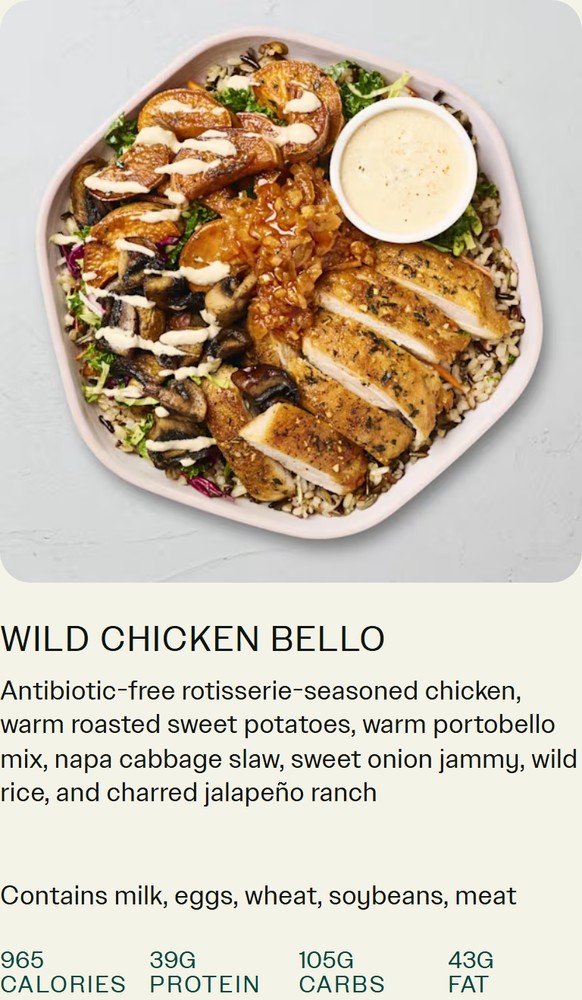 WILD CHICKEN BELLO
Antibiotic-free rotisserie-seasoned chicken,
warm roasted sweet potatoes, warm portobello
mix, napa cabbage slaw, sweet onion jammy, wild
rice, and charred jalapeño ranch
Contains milk, eggs, wheat, soybeans, meat
965 39G 105G 43G
CALORIES PROTEIN CARBS FAT